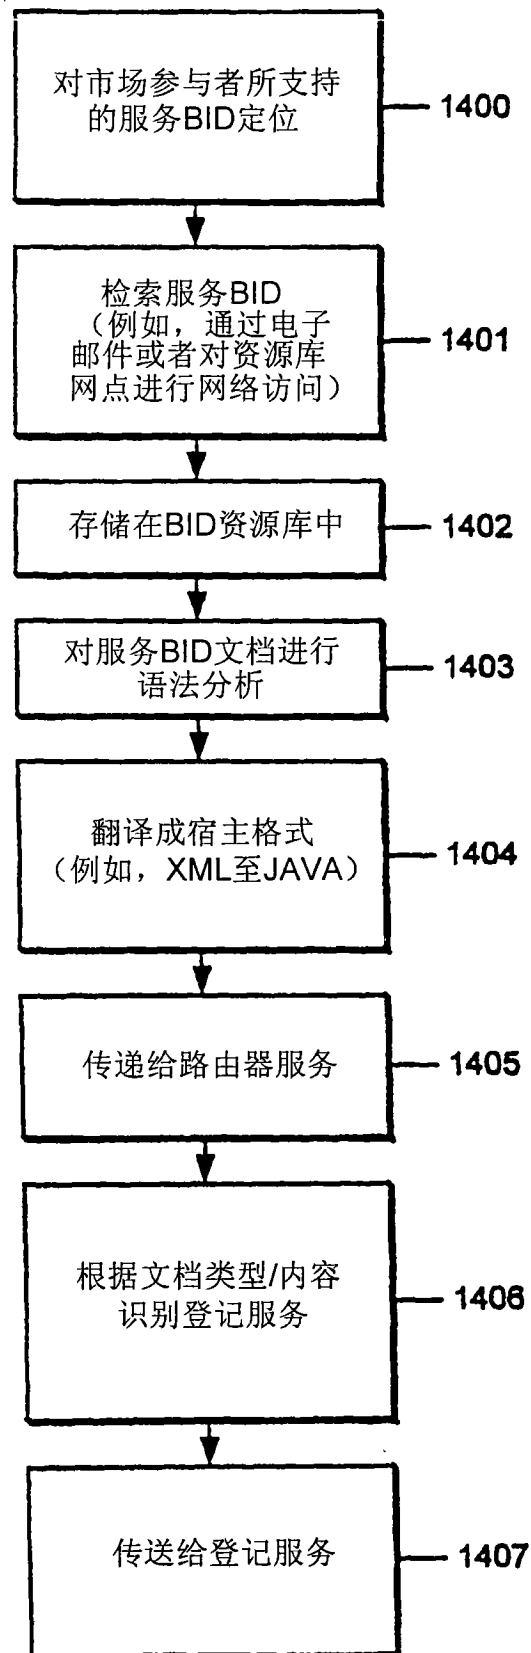 对市场参与者所支持
的服务BID定位
1400
检索服务BID
（例如，通过电子
邮件或者对资源库
网点进行网络访问）
1401
存储在BID资源库中
1402
对服务BID文档进行
语法分析
1403
翻译成宿主格式
（例如，XML至JAVA）
1404
传递给路由器服务
1405
根据文档类型/内容
识别登记服务
1406
传送给登记服务
1407